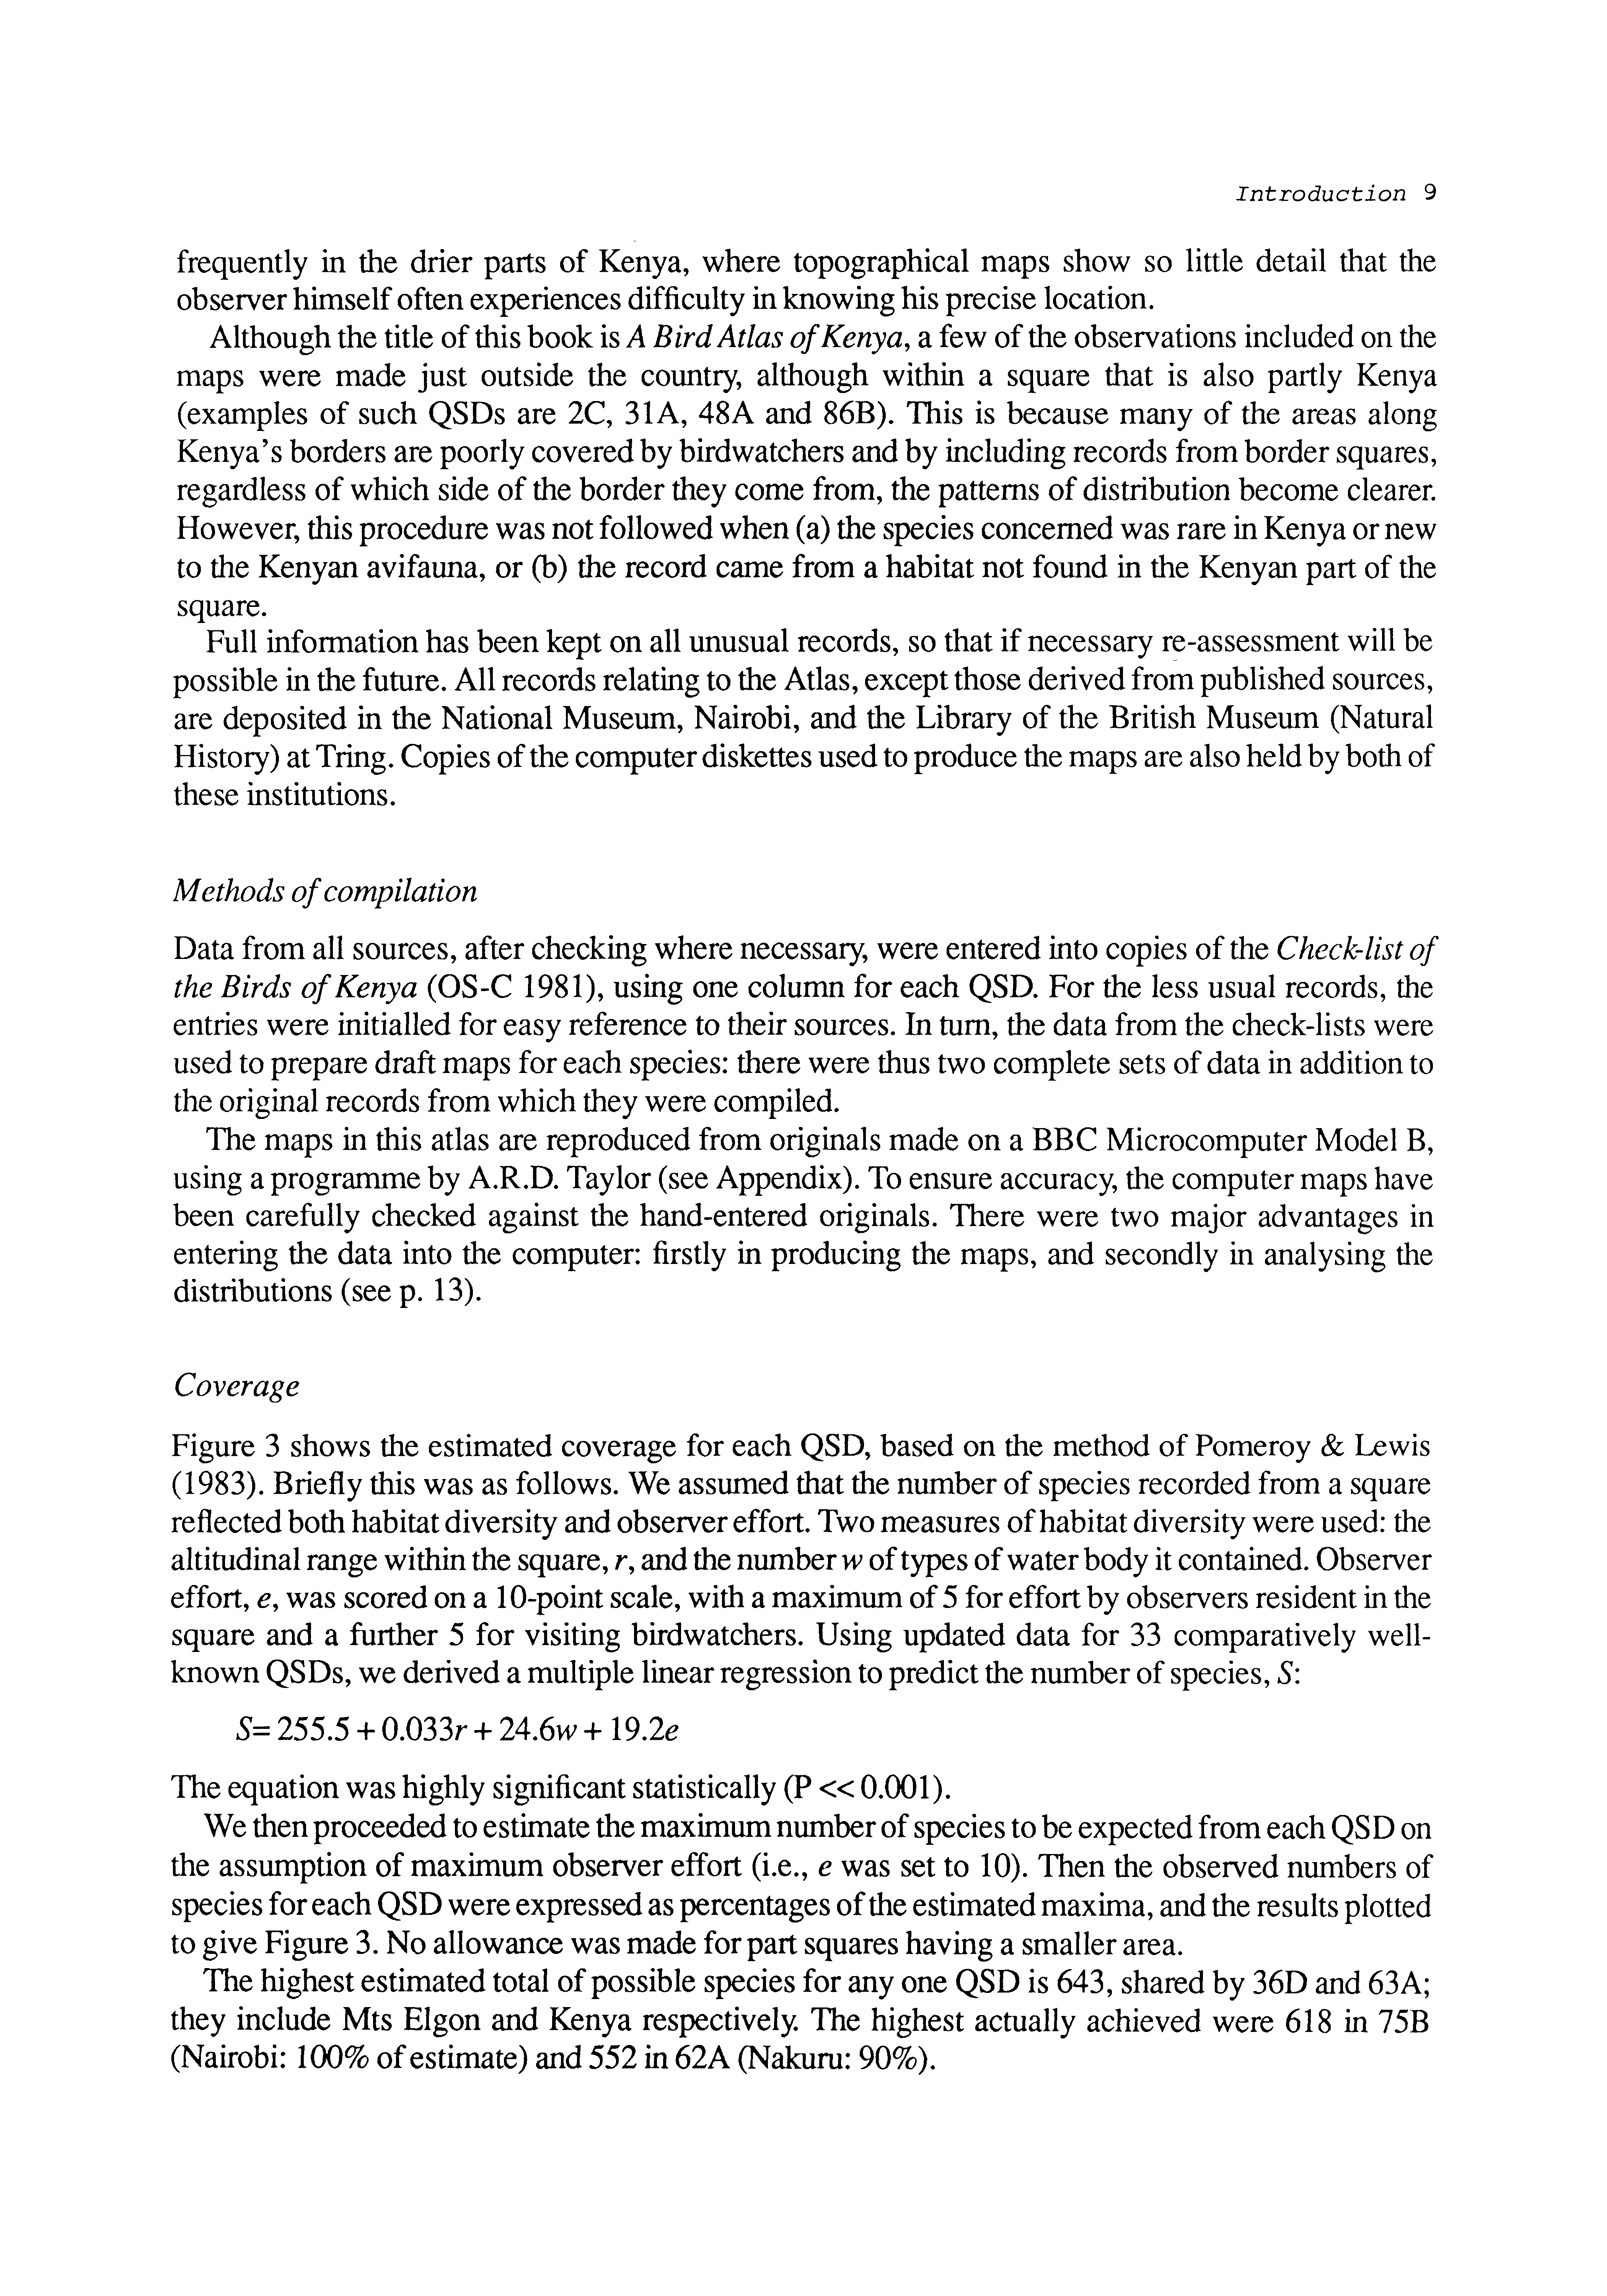 Introduction 9
frequently in the drier parts of Kenya, where topographical maps show so little detail that the
observer himself often experiences difficulty in knowing his precise location.
Although the title of this book is A Bird Atlas of Kenya, a few of the observations included on the
maps were made just outside the country, although within a square that is also partly Kenya
(examples of such QSDs are 2C, 31A, 48A and 86B). This is because many of the areas along
Kenya's borders are poorly covered by birdwatchers and by including records from border squares,
regardless of which side of the border they come from, the patterns of distribution become clearer.
However, this procedure was not followed when (a) the species concerned was rare in Kenya or new
to the Kenyan avifauna, or (b) the record came from a habitat not found in the Kenyan part of the
square.
Full information has been kept on all unusual records, so that if necessary re-assessment will be
possible in the future. All records relating to the Atlas, except those derived from published sources,
are deposited in the National Museum, Nairobi, and the Library of the British Museum (Natural
History) at Tring. Copies of the computer diskettes used to produce the maps are also held by both of
these institutions.
Methods of compilation
Data from all sources, after checking where necessary, were entered into copies of the Check-list of
the Birds of Kenya (OS-C 1981), using one column for each QSD. For the less usual records, the
entries were initialled for easy reference to their sources. In turn, the data from the check-lists were
used to prepare draft maps for each species: there were thus two complete sets of data in addition to
the original records from which they were compiled.
The maps in this atlas are reproduced from originals made on a BBC Microcomputer Model B,
using a programme by A.R.D. Taylor (see Appendix). To ensure accuracy, the computer maps have
been carefully checked against the hand-entered originals. There were two major advantages in
entering the data into the computer: firstly in producing the maps, and secondly in analysing the
distributions (see p. 13).
Coverage
Figure 3 shows the estimated coverage for each QSD, based on the method of Pomeroy & Lewis
(1983). Briefly this was as follows. We assumed that the number of species recorded from a square
reflected both habitat diversity and observer effort. Two measures of habitat diversity were used: the
altitudinal range within the square, r, and the number w of types of water body it contained. Observer
effort, e, was scored on a 10-point scale, with a maximum of 5 for effort by observers resident in the
square and a further 5 for visiting birdwatchers. Using updated data for 33 comparatively well-
known QSDs, we derived a multiple linear regression to predict the number of species, S:
S= 255.5 + 0.033r + 24.6w + 19.2e
The equation was highly significant statistically (P << 0.001).
We then proceeded to estimate the maximum number of species to be expected from each QSD on
the assumption of maximum observer effort (i.e., e was set to 10). Then the observed numbers of
species for each QSD were expressed as percentages of the estimated maxima, and the results plotted
to give Figure 3. No allowance was made for part squares having a smaller area.
The highest estimated total of possible species for any one QSD is 643, shared by 36D and 63A;
they include Mts Elgon and Kenya respectively. The highest actually achieved were 618 in 75B
(Nairobi: 100% of estimate) and 552 in 62A (Nakuru: 90%).